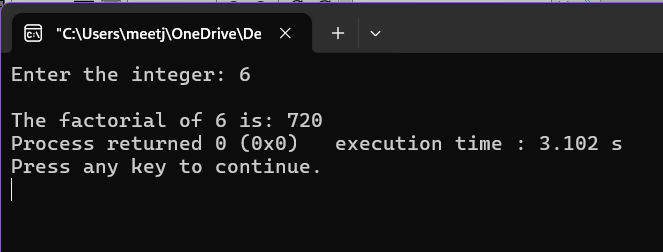 "C:\Users\meetj\OneDrive\De
Enter the integer: 6
The factorial of 6 is: 720
Process returned 0 (0x0)   execution time : 3.102 s
Press any key to continue.